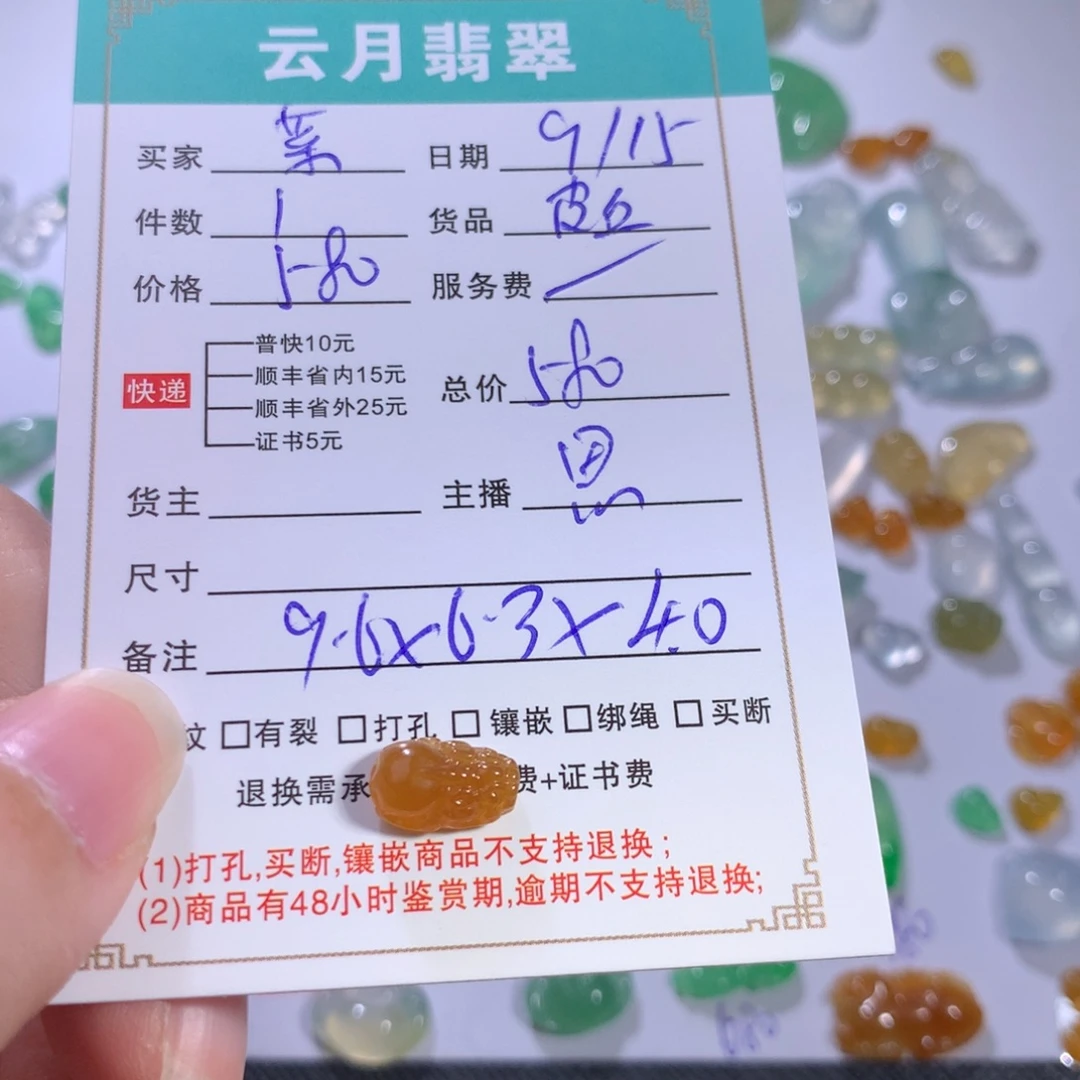 云月翡翠
买家 菜 日期 9/15
件数 1 货品
价格 580 服务费 /
普快10元
顺丰省内15元
快递 总价 580
顺丰省外25元
证书5元
货主 主播
尺寸
备注 9.6x6.3x4.0
纹 □有裂 □打孔 □镶嵌 □绑绳 □买断
退换需承 费+证书费
(1)打孔,买断,镶嵌商品不支持退换;
(2)商品有48小时鉴赏期,逾期不支持退换;